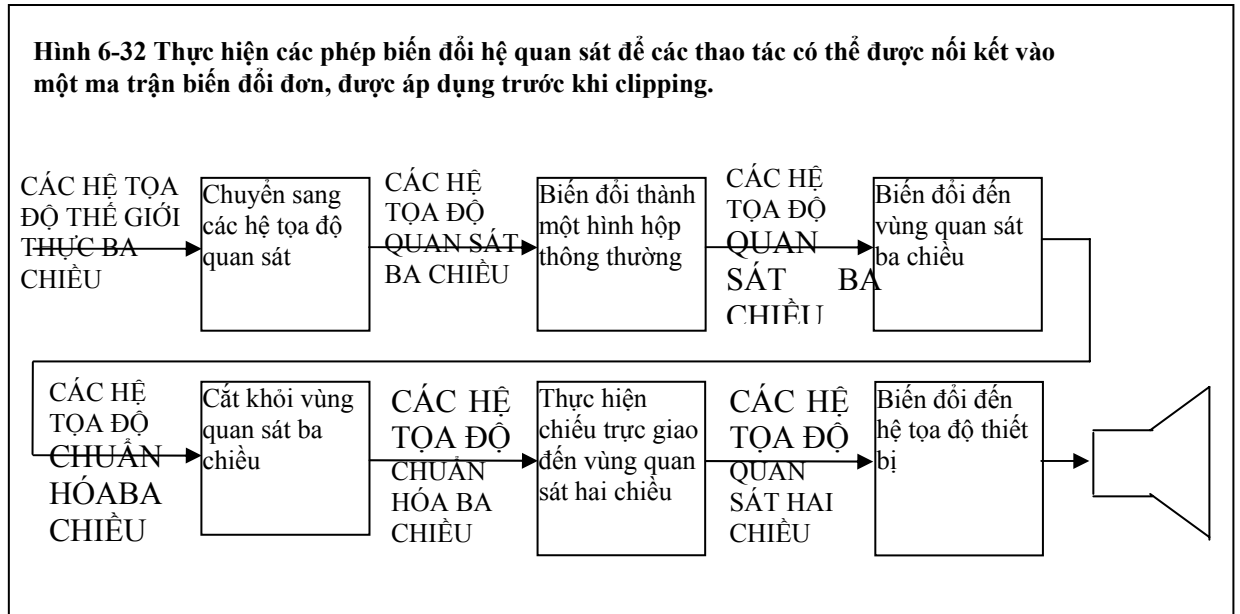 Hình 6-32 Thực hiện các phép biến đổi hệ quan sát để các thao tác có thể được nối kết vào
một ma trận biến đổi đơn, được áp dụng trước khi clipping.
CÁC HỆ TỌA
ĐỘ THẾ GIỚI
THỰC BA
CHIỀU
Chuyển sang
các hệ tọa độ
quan sát
CÁC HỆ
TỌA ĐỘ
QUAN SÁT
BA CHIỀU
Biến đổi thành
một hình hộp
thông thường
CÁC HỆ
TỌA ĐỘ
QUAN
SÁT BA
CHIỀU
Biến đổi đến
vùng quan sát
ba chiều
CÁC HỆ
TỌA ĐỘ
CHUẨN
HÓABA
CHIỀU
Cắt khỏi vùng
quan sát ba
chiều
CÁC HỆ
TỌA ĐỘ
CHUẨN
HÓA BA
CHIỀU
Thực hiện
chiếu trực giao
đến vùng quan
sát hai chiều
CÁC HỆ
TỌA ĐỘ
QUAN
SÁT HAI
CHIỀU
Biến đổi đến
hệ tọa độ thiết
bị